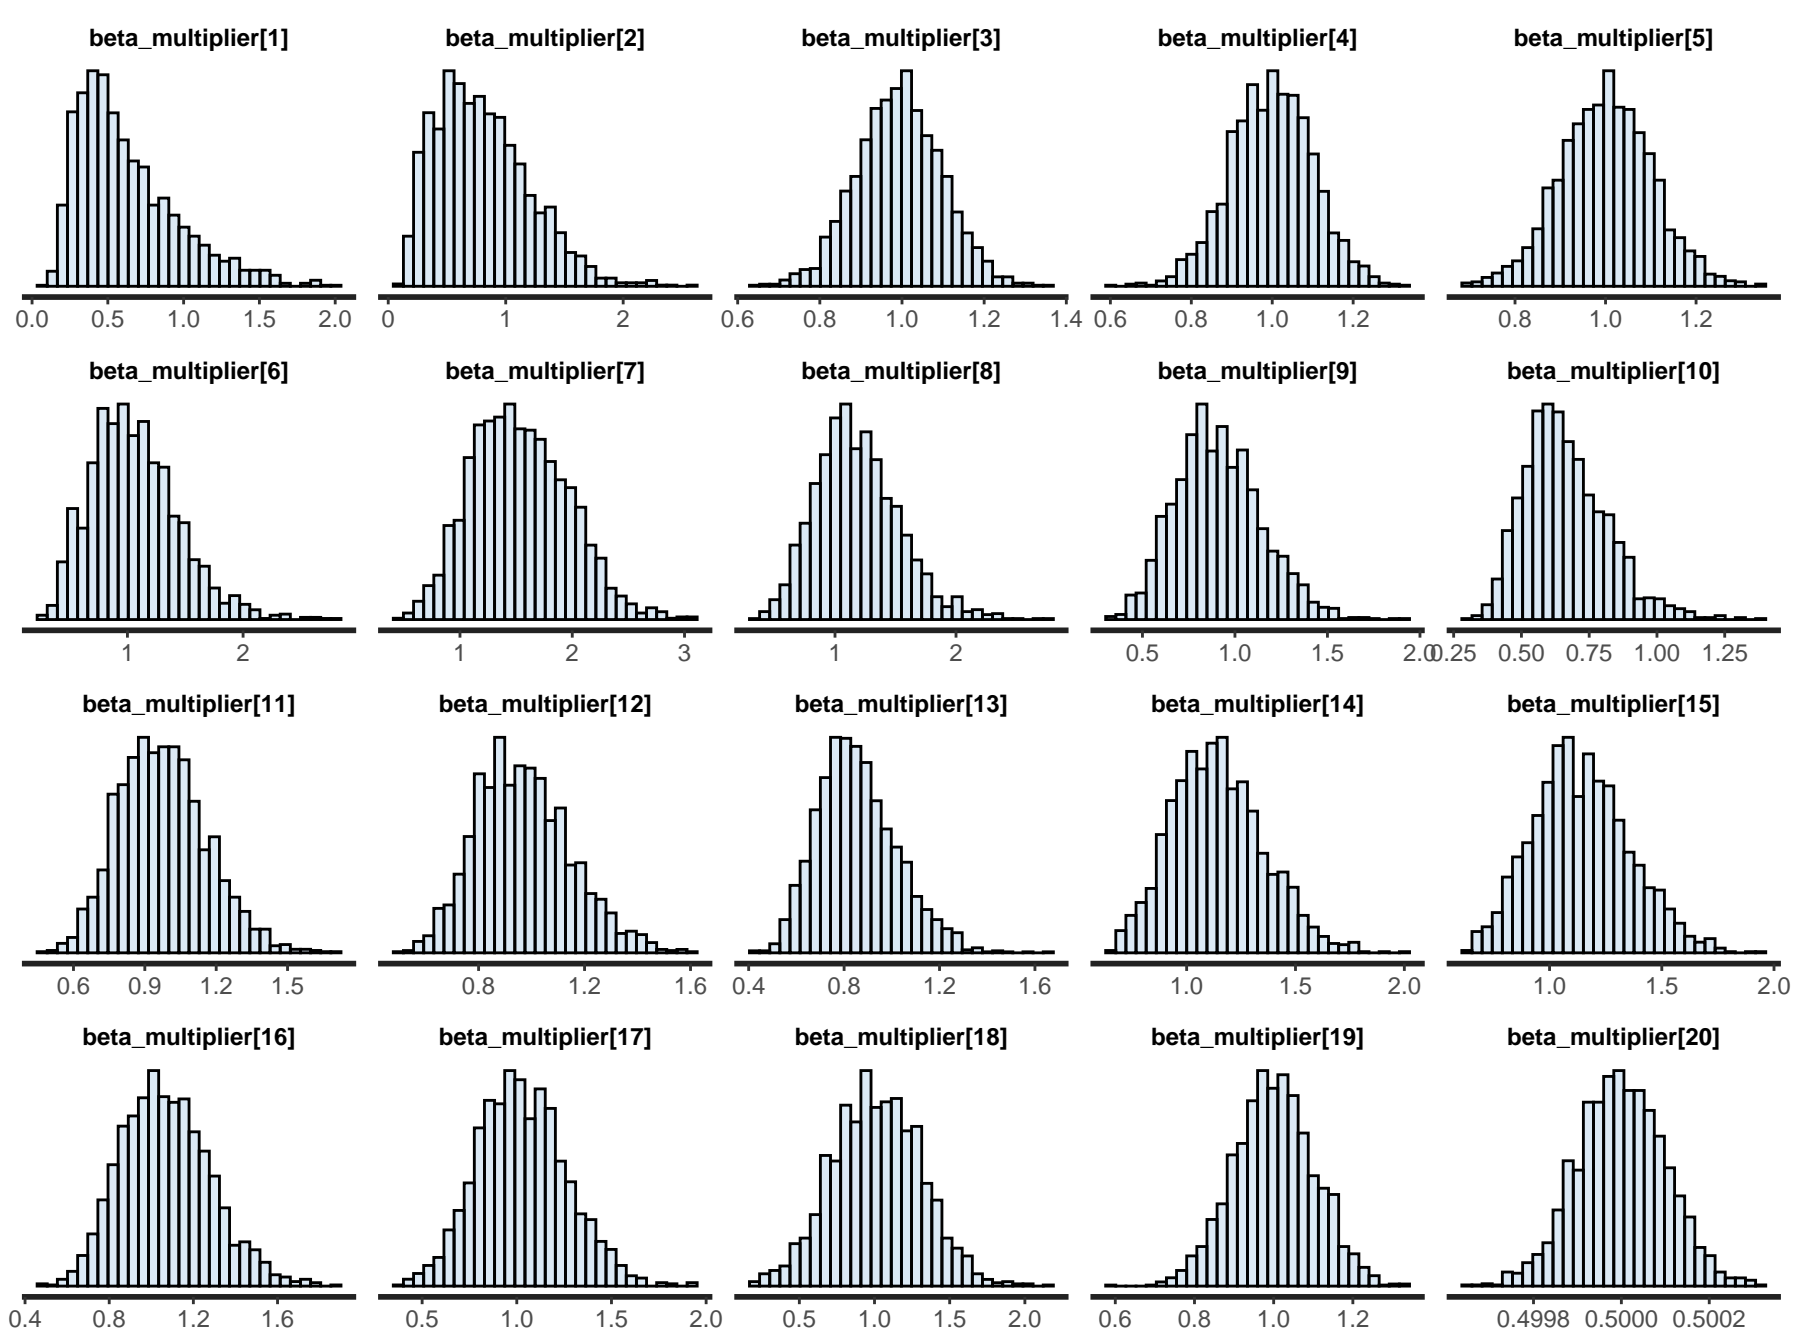 beta_multiplier[1] beta_multiplier[2] beta_multiplier[3] beta_multiplier[4] beta_multiplier[5]
0.0 0.5 1.0 1.5 2.0 0 1 2 0.6 0.8 1.0 1.2 1.4 0.6 0.8 1.0 1.2 0.8 1.0 1.2
beta_multiplier[6] beta_multiplier[7] beta_multiplier[8] beta_multiplier[9] beta_multiplier[10]
1 2 1 2 3 1 2 0.5 1.0 1.5 2.0 0.25 0.50 0.75 1.00 1.25
beta_multiplier[11] beta_multiplier[12] beta_multiplier[13] beta_multiplier[14] beta_multiplier[15]
0.6 0.9 1.2 1.5 0.8 1.2 1.6 0.4 0.8 1.2 1.6 1.0 1.5 2.0 1.0 1.5 2.0
beta_multiplier[16] beta_multiplier[17] beta_multiplier[18] beta_multiplier[19] beta_multiplier[20]
0.4 0.8 1.2 1.6 0.5 1.0 1.5 2.0 0.5 1.0 1.5 2.0 0.6 0.8 1.0 1.2 0.4998 0.5000 0.5002